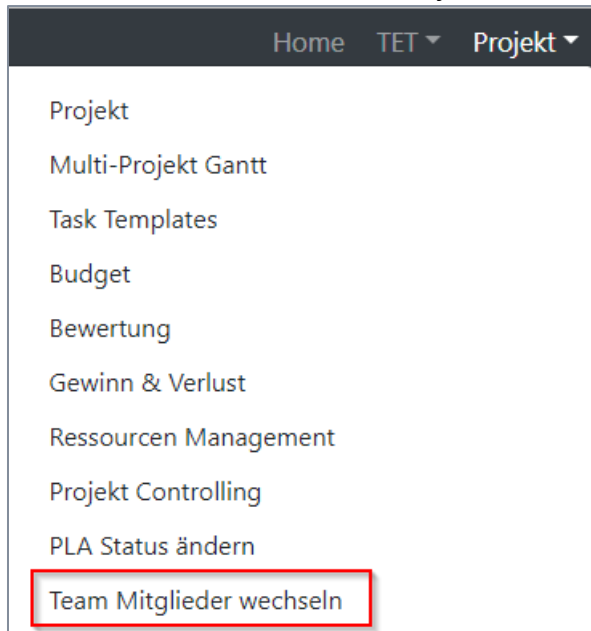 Home TET Projekt
Projekt
Multi-Projekt Gantt
Task Templates
Budget
Bewertung
Gewinn & Verlust
Ressourcen Management
Projekt Controlling
PLA Status ändern
Team Mitglieder wechseln